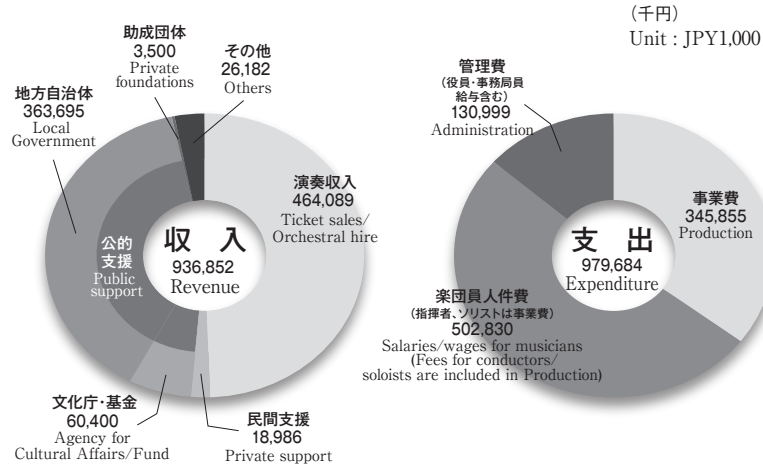 (千円)
Unit : JPY1,000
助成団体
3,500
Private
foundations
その他
26,182
Others
地方自治体
363,695
Local
Government
演奏収入
464,089
Ticket sales/
Orchestral hire
公的
支援
Public
support
収 入
936,852
Revenue
文化庁・基金
60,400
Agency for
Cultural Affairs/Fund
民間支援
18,986
Private support
管理費
(役員・事務局員
給与含む)
130,999
Administration
事業費
345,855
Production
支 出
979,684
Expenditure
楽団員人件費
(指揮者、ソリストは事業費)
502,830
Salaries/wages for musicians
(Fees for conductors/
soloists are included in Production)